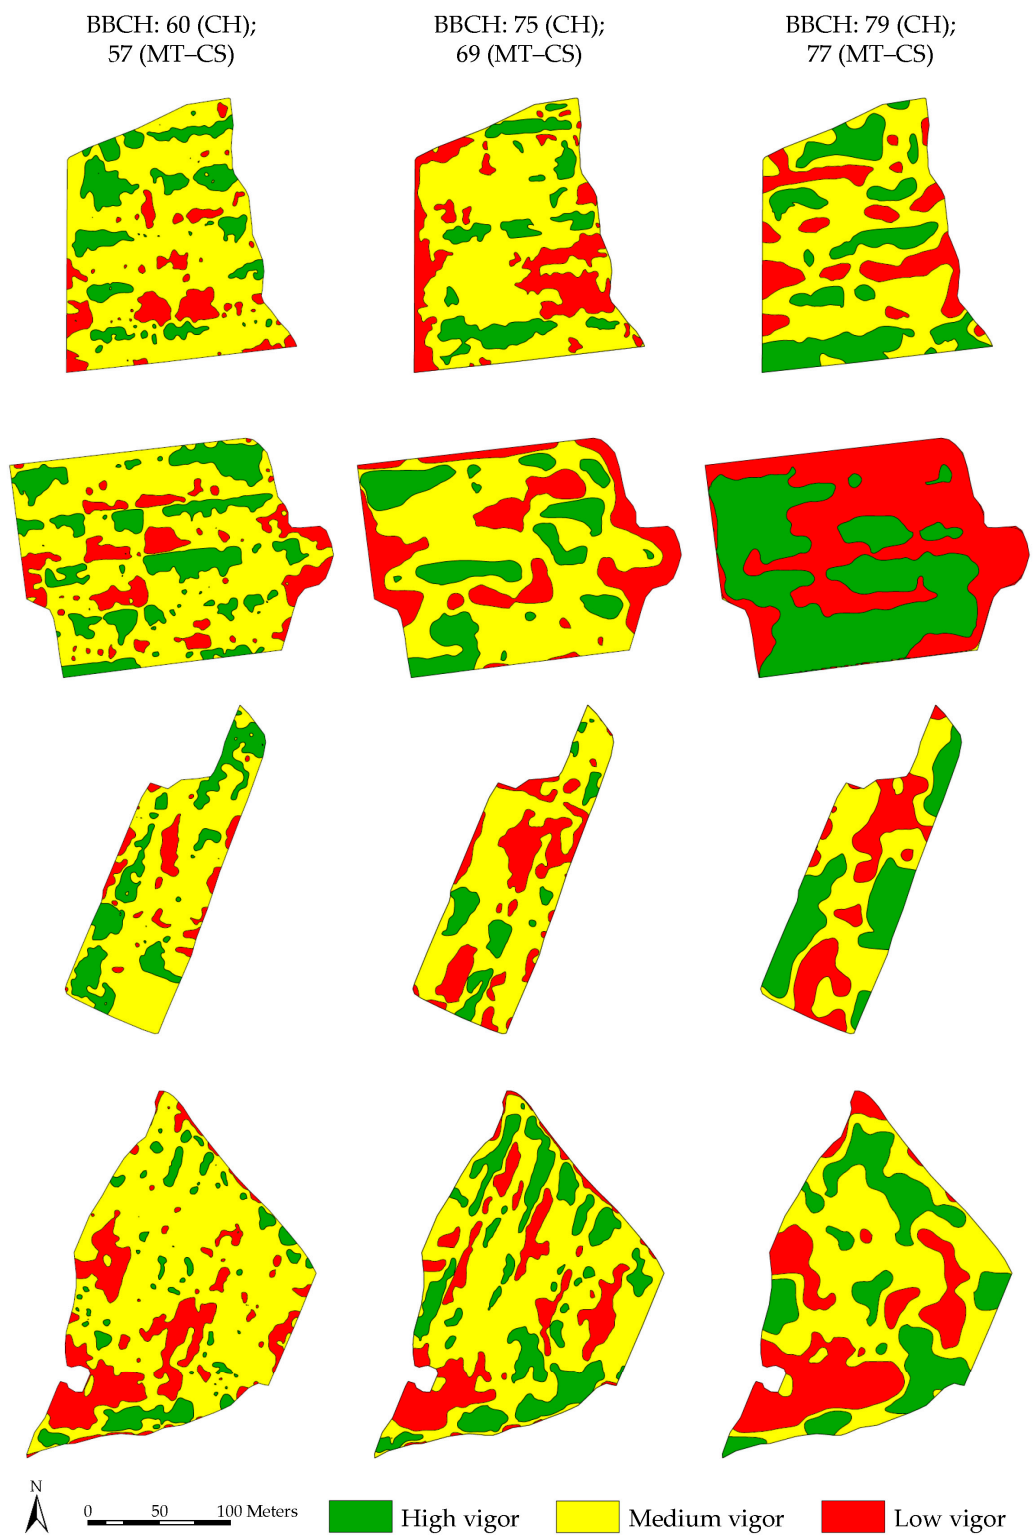 BBCH: 60 (CH);
57 (MT–CS)
BBCH: 75 (CH);
69 (MT–CS)
BBCH: 79 (CH);
77 (MT–CS)
N
0 50 100 Meters
High vigor
Medium vigor
Low vigor